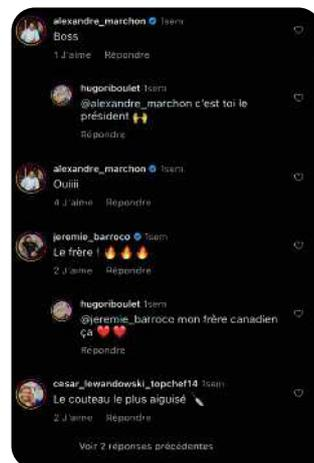 alexandre_marchon 1sem
Boss
1 J'aime Répondre
hugoriboulet 1sem
@alexandre_marchon c'est toi le
président 🙌
Répondre
alexandre_marchon 1sem
Ouiii
4 J'aime Répondre
jeremie_barroco 1sem
Le frère ! 🔥🔥🔥
2 J'aime Répondre
hugoriboulet 1sem
@jeremie_barroco mon frère canadien
ça ❤️❤️
Répondre
cesar_lewandowski_topchef14 1sem
Le couteau le plus aiguisé 🔪
2 J'aime Répondre
Voir 2 réponses précédentes